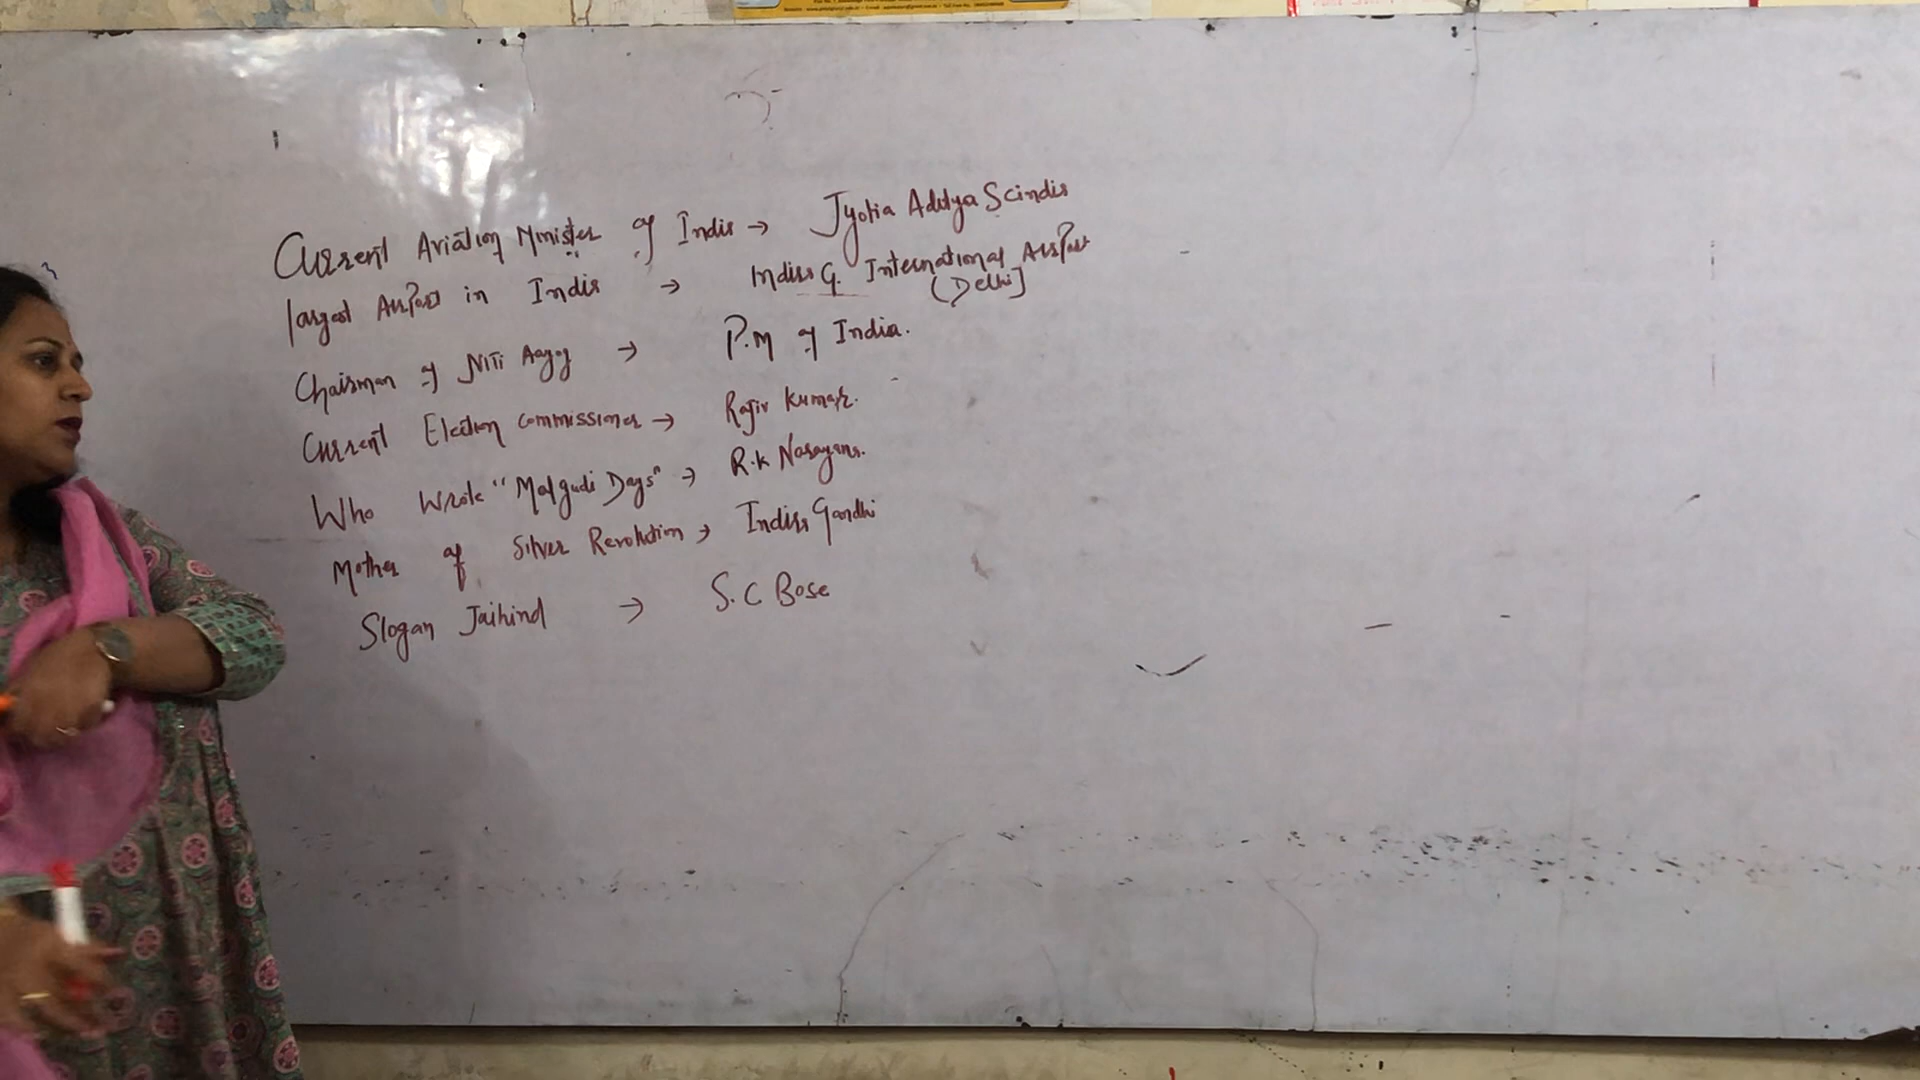 Current Aviation Minister of India → Jyotia Aditya Scindia
largest AirPort in India → Indira G. International AirPort
(Delhi]
Chairman of NITI Aayog → P.M of India.
Current Election Commissioner → Rajiv Kumar.
Who Wrote "Malgudi Days" → R.K Narayana.
Mother of Silver Revolution → Indira Gandhi
Slogan Jaihind → S.C Bose